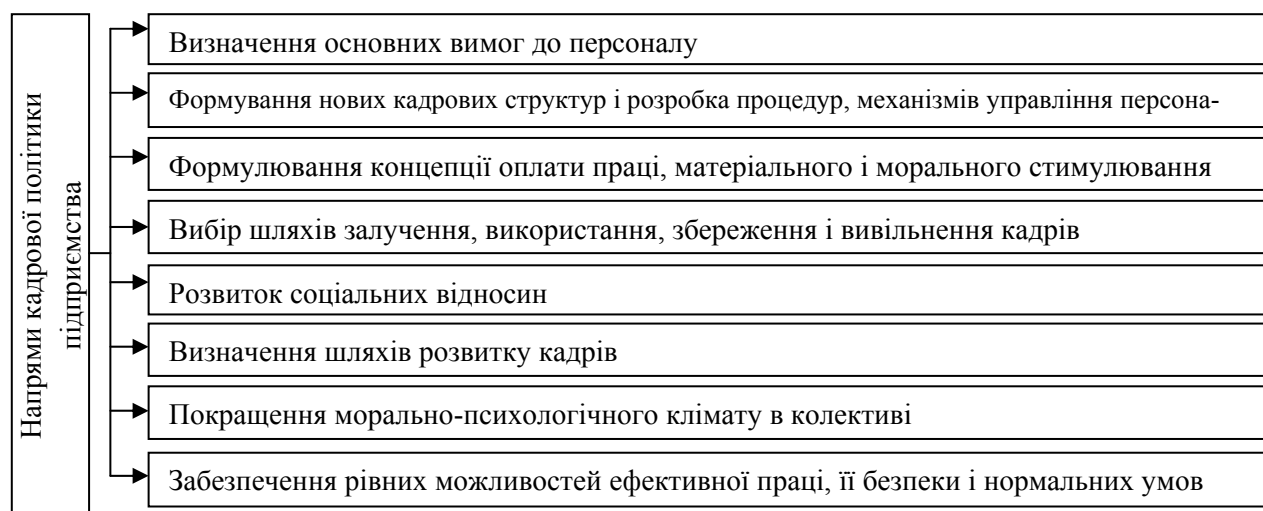 Напрями кадрової політики
підприємства
Визначення основних вимог до персоналу
Формування нових кадрових структур і розробка процедур, механізмів управління персона-
Формулювання концепції оплати праці, матеріального і морального стимулювання
Вибір шляхів залучення, використання, збереження і вивільнення кадрів
Розвиток соціальних відносин
Визначення шляхів розвитку кадрів
Покращення морально-психологічного клімату в колективі
Забезпечення рівних можливостей ефективної праці, її безпеки і нормальних умов